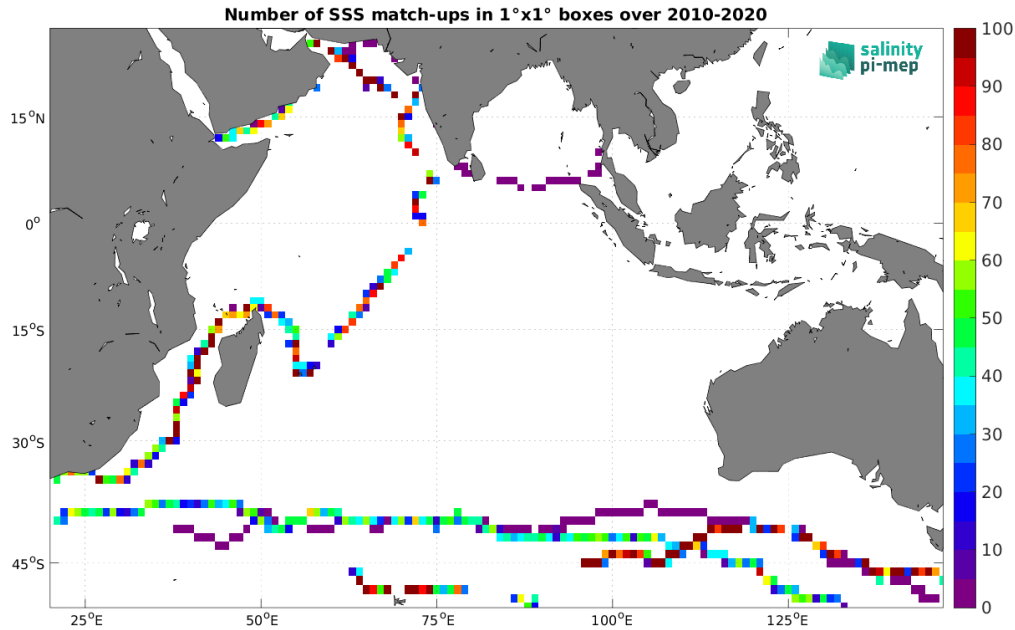 Number of SSS match-ups in 1°x1° boxes over 2010-2020
salinity
pi-mep
15°N
0°
15°S
30°S
45°S
25°E
50°E
75°E
100°E
125°E
100
90
80
70
60
50
40
30
20
10
0